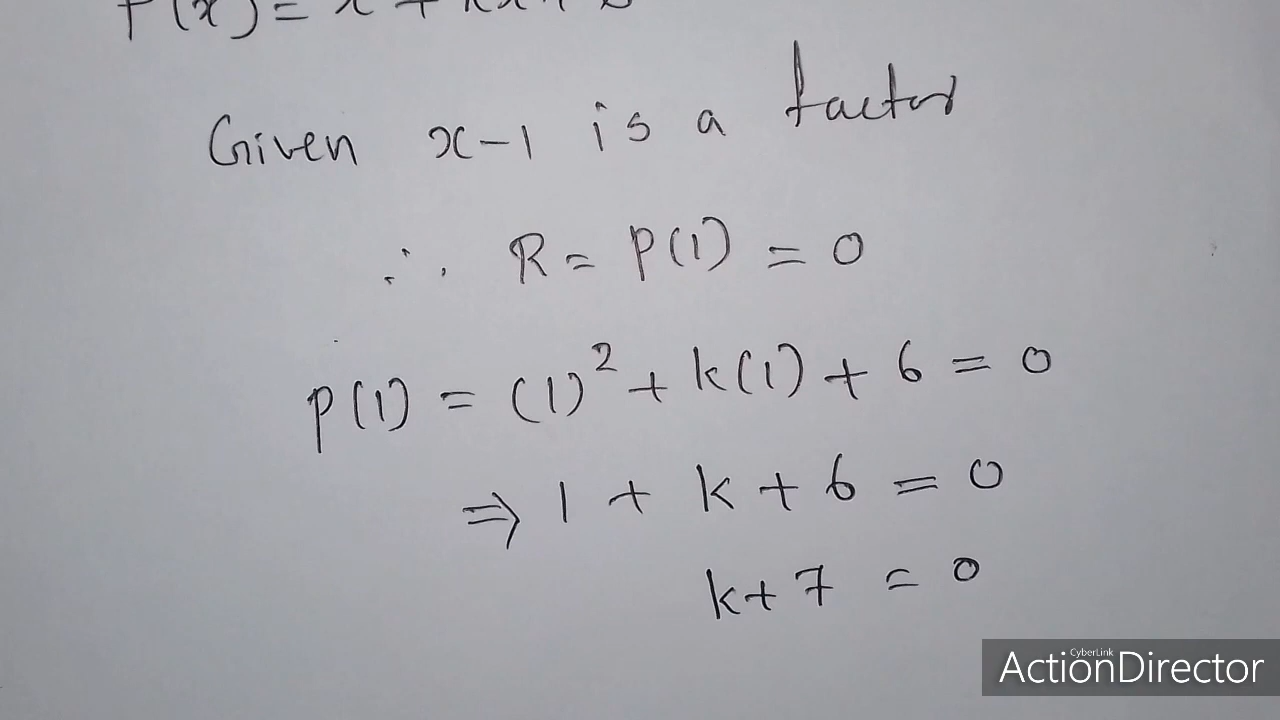 P(x) = x + kx +
Given x-1 is a factor
∴ R = P(1) = 0
P(1) = (1)² + k(1) + 6 = 0
⇒ 1 + k + 6 = 0
k + 7 = 0
CyberLink
ActionDirector